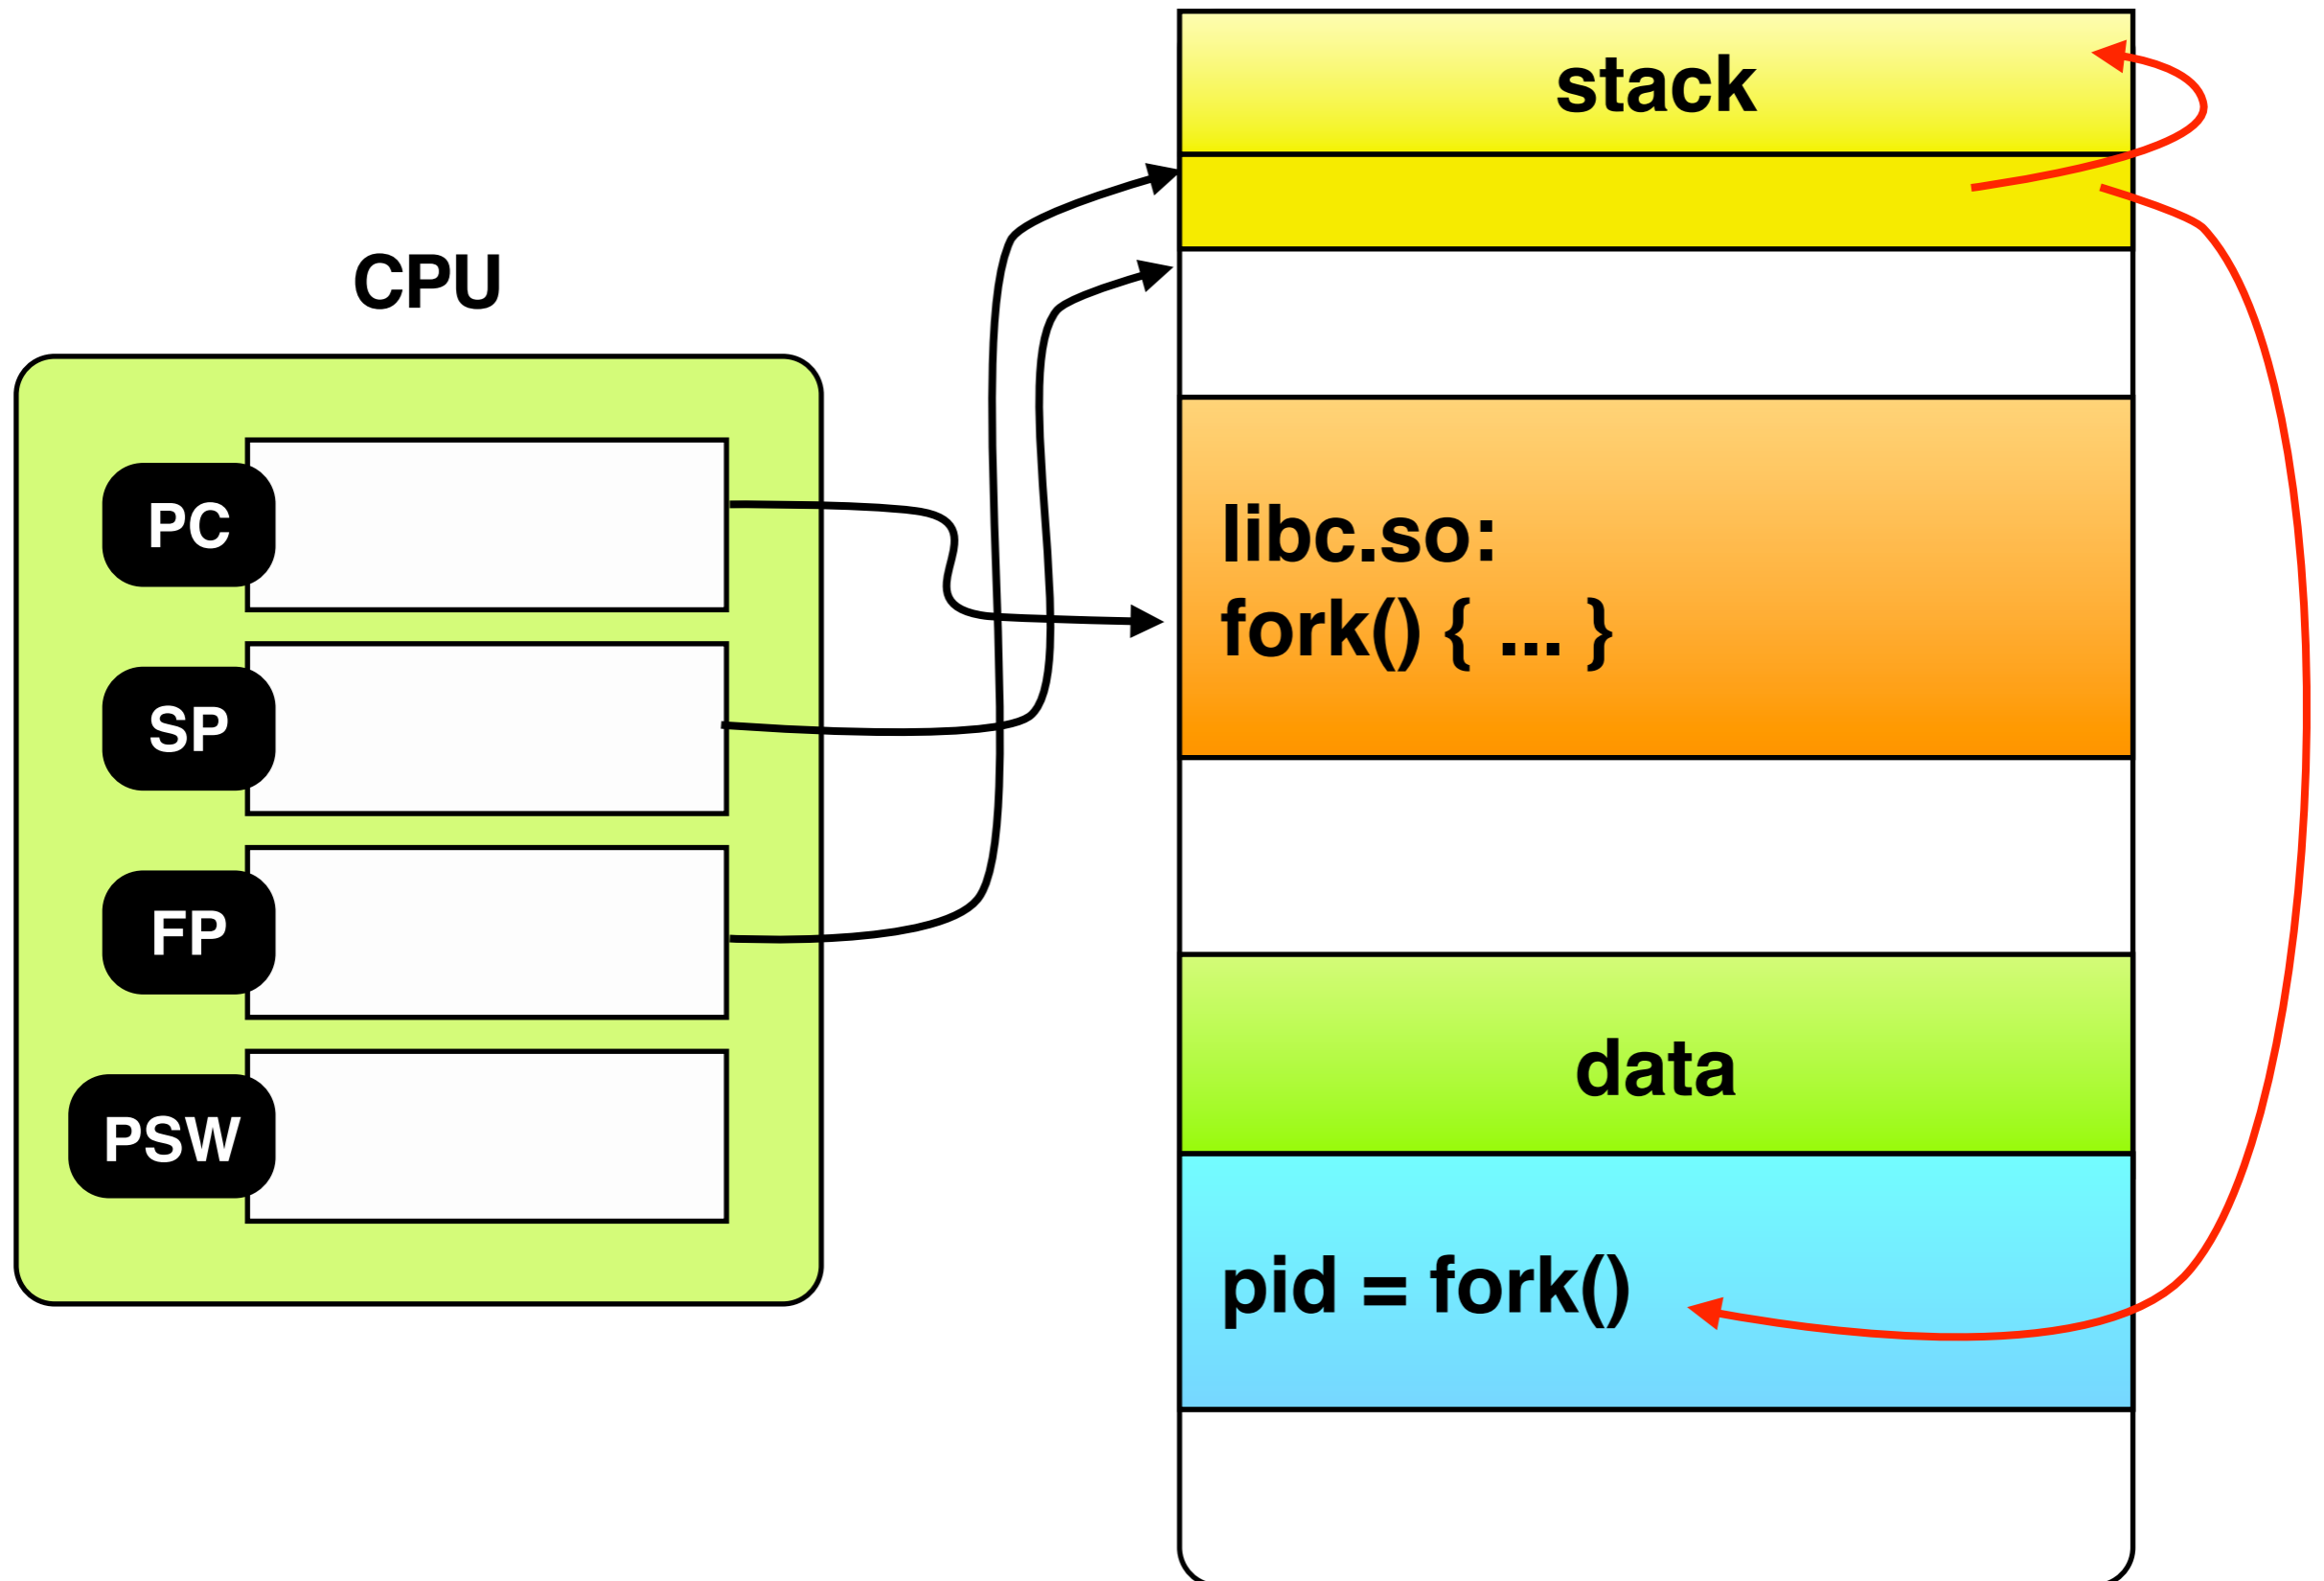 CPU
PC
SP
FP
PSW
stack
libc.so:
fork() { ... }
data
pid = fork()